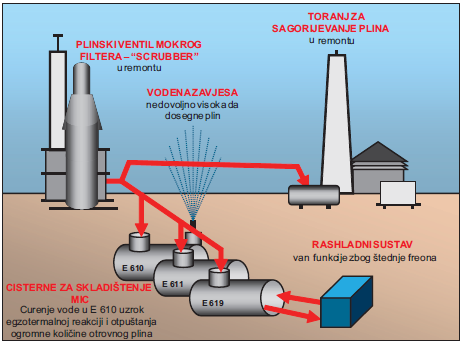 TORANJ ZA
SAGORIJEVANJE PLINA
u remontu
PLINSKI VENTIL MOKROG
FILTERA – “SCRUBBER”
u remontu
VODENA ZAVJESA
nedovoljno visoka da
dosegne plin
E 610
E 611
E 619
RASHLADNI SUSTAV
van funkcije zbog štednje freona
CISTERNE ZA SKLADIŠTENJE
MIC
Curenje vode u E 610 uzrok
egzotermalnoj reakciji i otpuštanja
ogromne količine otrovnog plina